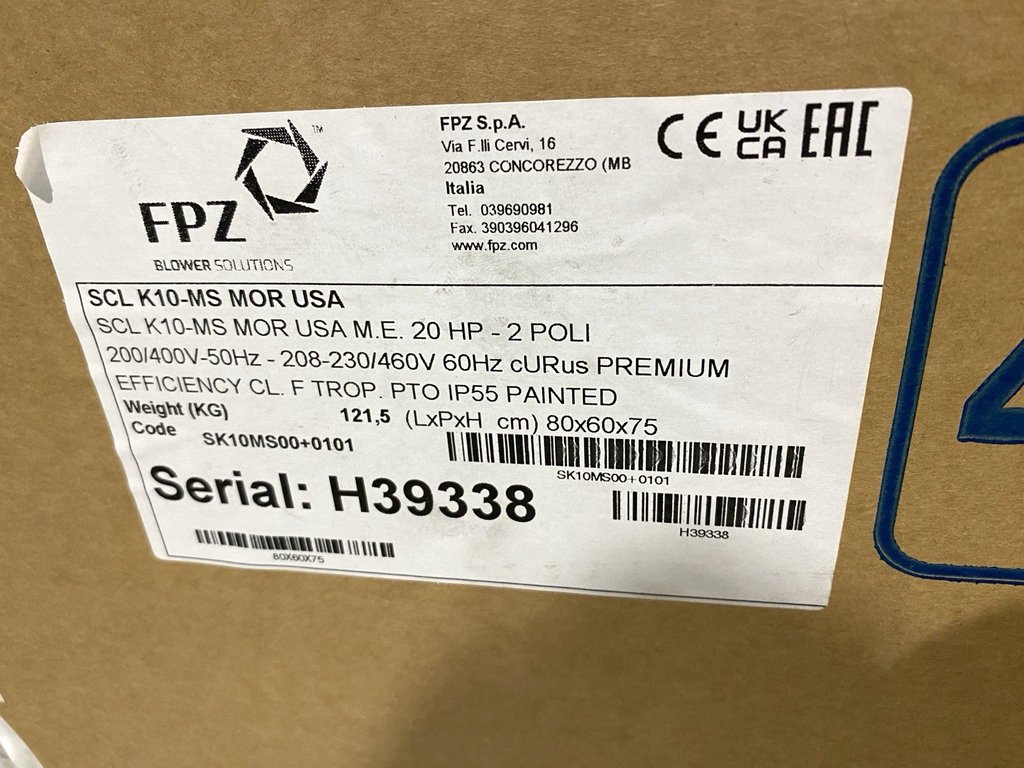 FPZ
™
BLOWER SOLUTIONS
FPZ S.p.A.
Via F.lli Cervi, 16
20863 CONCOREZZO (MB
Italia
Tel. 039690981
Fax. 390396041296
www.fpz.com
CE UK CA EAC
SCL K10-MS MOR USA
SCL K10-MS MOR USA M.E. 20 HP - 2 POLI
200/400V-50Hz - 208-230/460V 60Hz cURus PREMIUM
EFFICIENCY CL. F TROP. PTO IP55 PAINTED
Weight (KG) 121,5 (LxPxH cm) 80x60x75
Code SK10MS00+0101
SK10MS00+0101
Serial: H39338
H39338
80X60X75